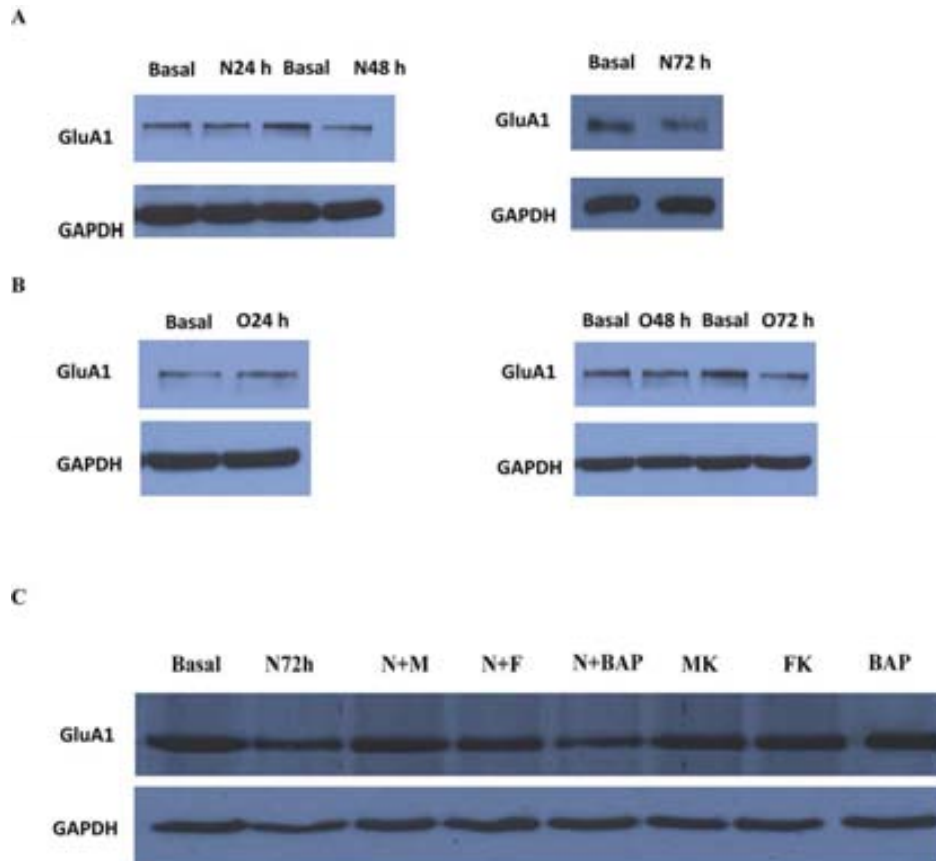 A
Basal N24 h Basal N48 h
GluA1
GAPDH
Basal N72 h
GluA1
GAPDH
B
Basal O24 h
GluA1
GAPDH
Basal O48 h Basal O72 h
GluA1
GAPDH
C
Basal N72h N+M N+F N+BAP MK FK BAP
GluA1
GAPDH